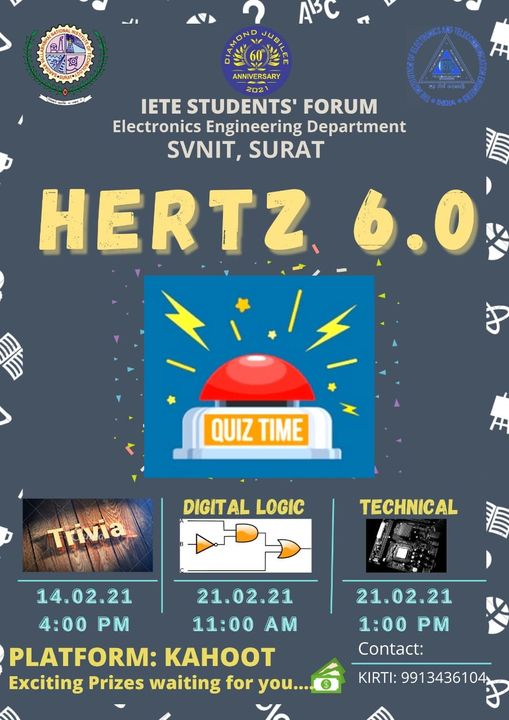 DIAMOND JUBILEE
60th
ANNIVERSARY
2021
IETE STUDENTS' FORUM
Electronics Engineering Department
SVNIT, SURAT
HERTZ 6.0
QUIZ TIME
Trivia
DIGITAL LOGIC
TECHNICAL
A
B
C
14.02.21
21.02.21
21.02.21
4:00 PM
11:00 AM
1:00 PM
PLATFORM: KAHOOT
Exciting Prizes waiting for you....
Contact:
KIRTI: 9913436104